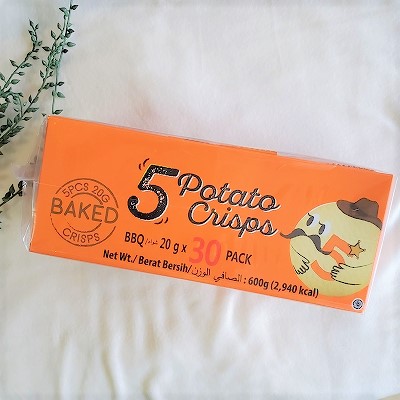 5 Potato
Crisps
5PCS 20G
BAKED
CRISPS
BBQ/شواء 20 g x 30 PACK
Net Wt./ Berat Bersih/الصافي الوزن : 600g (2,940 kcal)